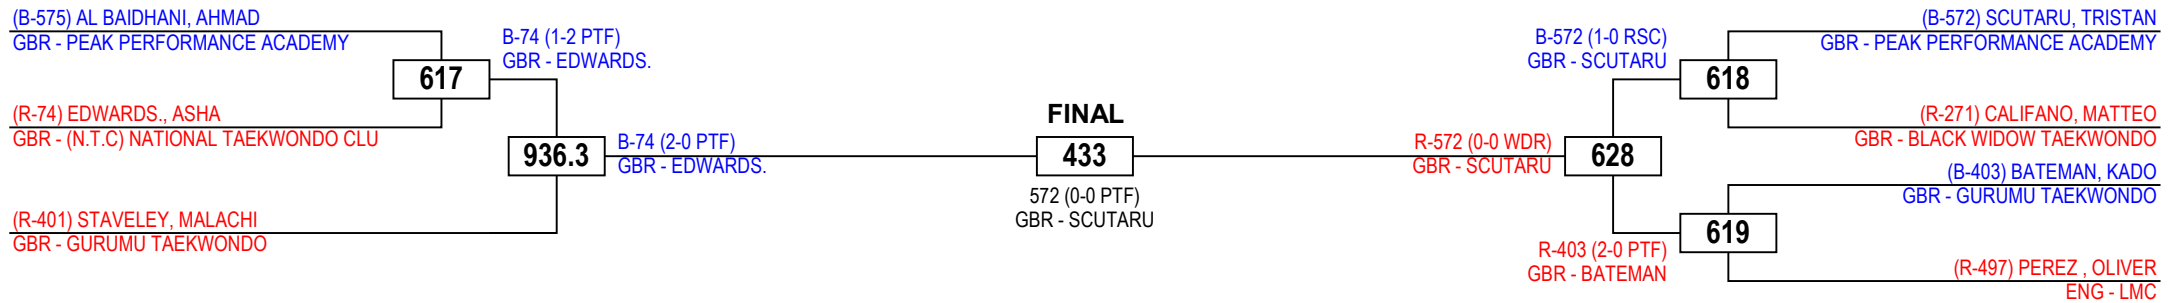 (B-575) AL BAIDHANI, AHMAD
GBR - PEAK PERFORMANCE ACADEMY
617
(R-74) EDWARDS., ASHA
GBR - (N.T.C) NATIONAL TAEKWONDO CLU
B-74 (1-2 PTF)
GBR - EDWARDS.
936.3
(R-401) STAVELEY, MALACHI
GBR - GURUMU TAEKWONDO
B-74 (2-0 PTF)
GBR - EDWARDS.
FINAL
433
572 (0-0 PTF)
GBR - SCUTARU
R-572 (0-0 WDR)
GBR - SCUTARU
628
B-572 (1-0 RSC)
GBR - SCUTARU
618
(B-572) SCUTARU, TRISTAN
GBR - PEAK PERFORMANCE ACADEMY
(R-271) CALIFANO, MATTEO
GBR - BLACK WIDOW TAEKWONDO
(B-403) BATEMAN, KADO
GBR - GURUMU TAEKWONDO
619
R-403 (2-0 PTF)
GBR - BATEMAN
(R-497) PEREZ , OLIVER
ENG - LMC